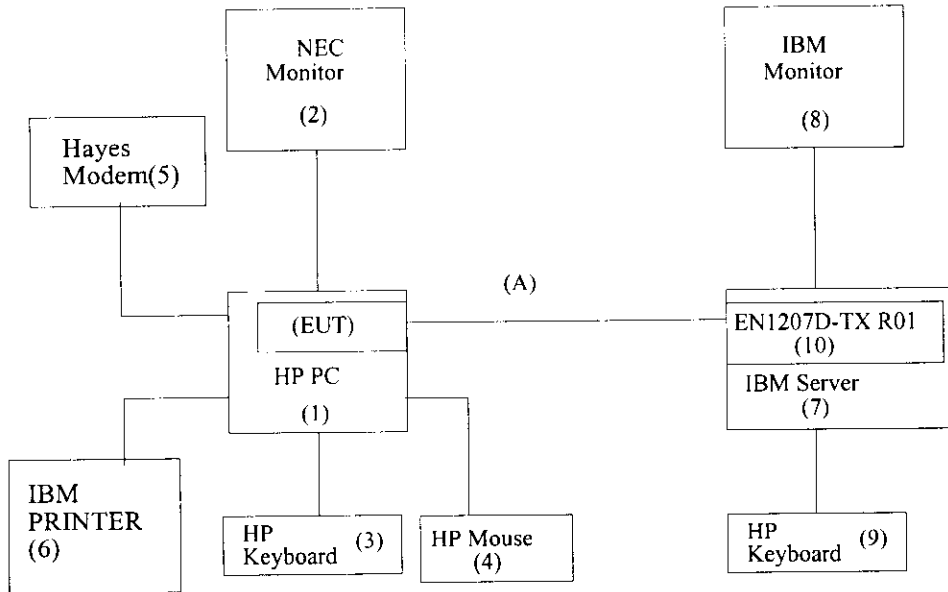 NEC
Monitor
(2)
IBM
Monitor
(8)
Hayes
Modem(5)
(A)
(EUT)
HP PC
(1)
EN1207D-TX R01
(10)
IBM Server
(7)
IBM
PRINTER
(6)
HP
Keyboard
(3)
HP Mouse
(4)
HP
Keyboard
(9)